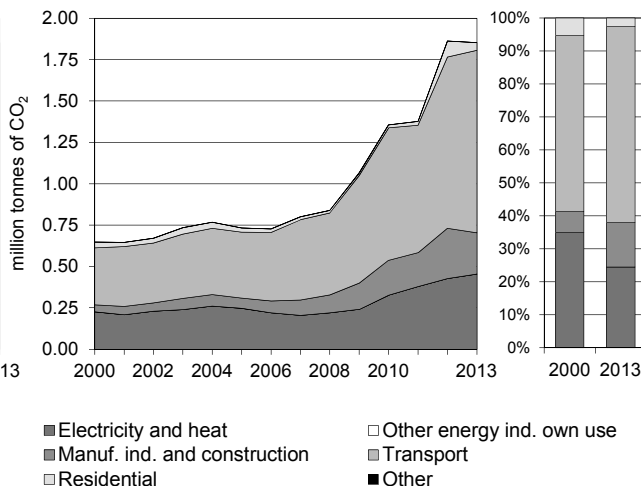 2.00
1.75
1.50
1.25
1.00
0.75
0.50
0.25
0.00
million tonnes of CO₂
13
2000 2002 2004 2006 2008 2010 2013
100%
90%
80%
70%
60%
50%
40%
30%
20%
10%
0%
2000 2013
Electricity and heat
Other energy ind. own use
Manuf. ind. and construction
Transport
Residential
Other